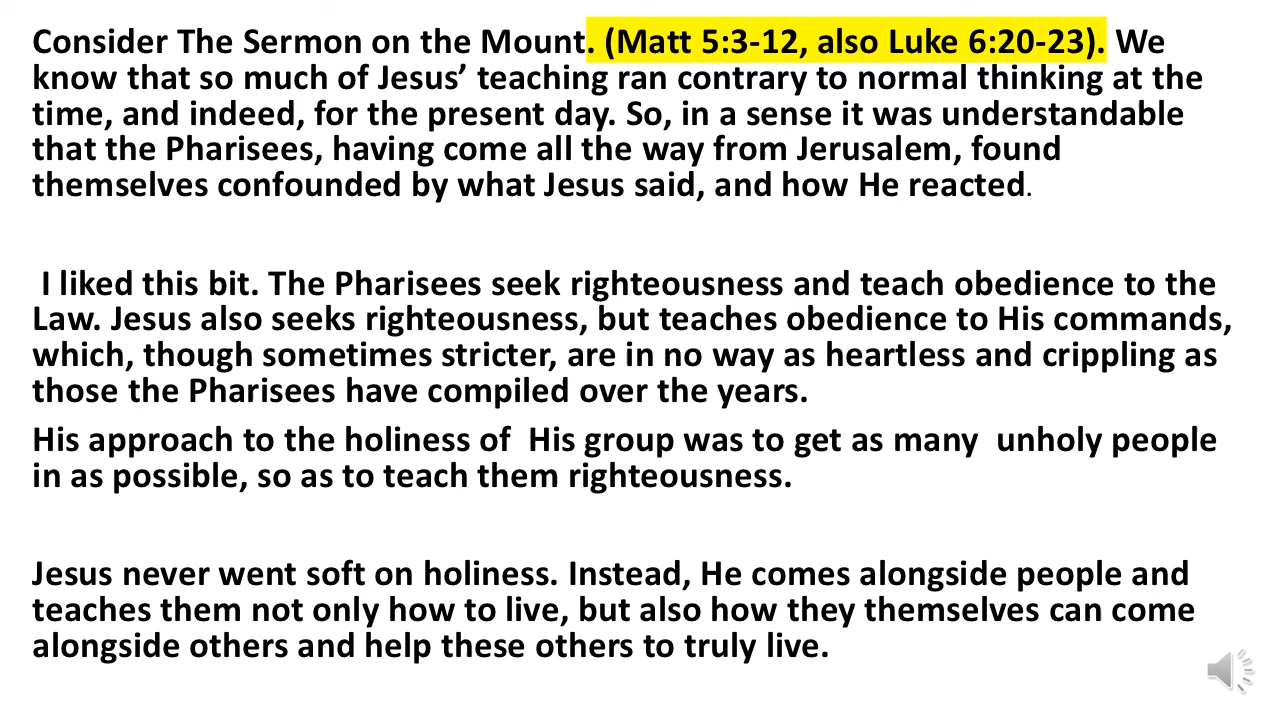 Consider The Sermon on the Mount. (Matt 5:3-12, also Luke 6:20-23). We
know that so much of Jesus’ teaching ran contrary to normal thinking at the
time, and indeed, for the present day. So, in a sense it was understandable
that the Pharisees, having come all the way from Jerusalem, found
themselves confounded by what Jesus said, and how He reacted.
I liked this bit. The Pharisees seek righteousness and teach obedience to the
Law. Jesus also seeks righteousness, but teaches obedience to His commands,
which, though sometimes stricter, are in no way as heartless and crippling as
those the Pharisees have compiled over the years.
His approach to the holiness of  His group was to get as many  unholy people
in as possible, so as to teach them righteousness.
Jesus never went soft on holiness. Instead, He comes alongside people and
teaches them not only how to live, but also how they themselves can come
alongside others and help these others to truly live.